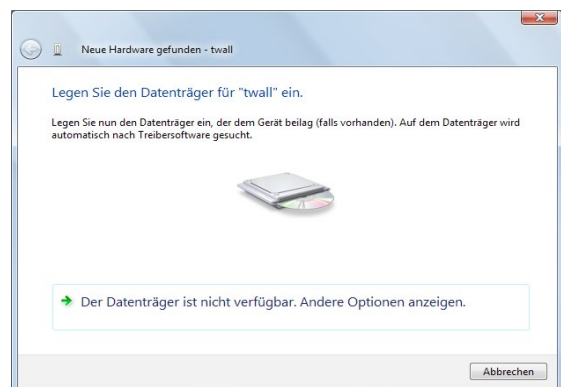 Neue Hardware gefunden - twall
Legen Sie den Datenträger für "twall" ein.
Legen Sie nun den Datenträger ein, der dem Gerät beilag (falls vorhanden). Auf dem Datenträger wird
automatisch nach Treibersoftware gesucht.
Der Datenträger ist nicht verfügbar. Andere Optionen anzeigen.
Abbrechen